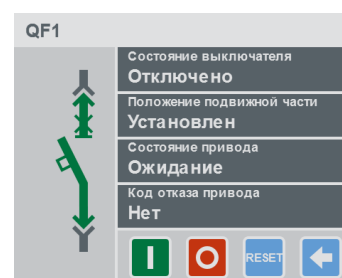 QF1
Состояние выключателя
Отключено
Положение подвижной части
Установлен
Состояние привода
Ожидание
Код отказа привода
Нет
RESET